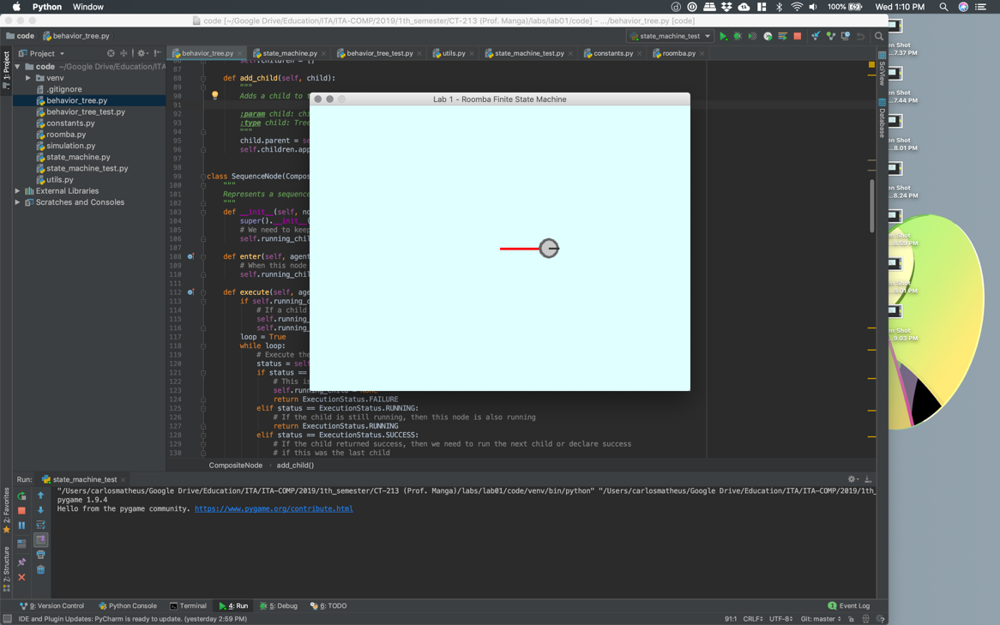 Python Window 100% Wed 1:10 PM
code [~/Google Drive/Education/ITA/ITA-COMP/2019/1th_semester/CT-213 (Prof. Manga)/labs/lab01/code] - .../behavior_tree.py [code]
code behavior_tree.py state_machine_test
Project behavior_tree.py state_machine.py behavior_tree_test.py utils.py state_machine_test.py constants.py roomba.py
1: Project
code ~/Google Drive/Education/ITA
venv
.gitignore
behavior_tree.py
behavior_tree_test.py
constants.py
roomba.py
simulation.py
state_machine.py
state_machine_test.py
utils.py
External Libraries
Scratches and Consoles
86 self.children = []
87
88 def add_child(self, child):
89 """
90 Adds a child to t
91
92 :param child: chi
93 :type child: Tree
94 """
95 child.parent = se
96 self.children.app
97
98
99 class SequenceNode(Compos
100 """
101 Represents a sequence
102 """
103 def __init__(self, no
104 super().__init__(
105 # We need to keep
106 self.running_chil
107
108 def enter(self, agent
109 # When this node
110 self.running_chil
111
112 def execute(self, age
113 if self.running_c
114 # If a child
115 self.running_
116 self.running_
117 loop = True
118 while loop:
119 # Execute the
120 status = self
121 if status ==
122 # This is
123 self.running_child = None
124 return ExecutionStatus.FAILURE
125 elif status == ExecutionStatus.RUNNING:
126 # If the child is still running, then this node is also running
127 return ExecutionStatus.RUNNING
128 elif status == ExecutionStatus.SUCCESS:
129 # If the child returned success, then we need to run the next child or declare success
130 # if this was the last child
CompositeNode › add_child()
Lab 1 - Roomba Finite State Machine
SciView
Database
en Shot
...7.37 PM
en Shot
...7.44 PM
en Shot
...8.01 PM
en Shot
...8.24 PM
en Shot
...8.59 PM
en Shot
...9.01 PM
en Shot
...9.03 PM
Run: state_machine_test
"/Users/carlosmatheus/Google Drive/Education/ITA/ITA-COMP/2019/1th_semester/CT-213 (Prof. Manga)/labs/lab01/code/venv/bin/python" "/Users/carlosmatheus/Google Drive/Education/ITA/ITA-COMP/2019/1th_
pygame 1.9.4
Hello from the pygame community. https://www.pygame.org/contribute.html
2: Favorites
Z: Structure
9: Version Control Python Console Terminal 4: Run 5: Debug 6: TODO 1 Event Log
IDE and Plugin Updates: PyCharm is ready to update. (yesterday 2:59 PM) 91:1 CRLF UTF-8 Git: master